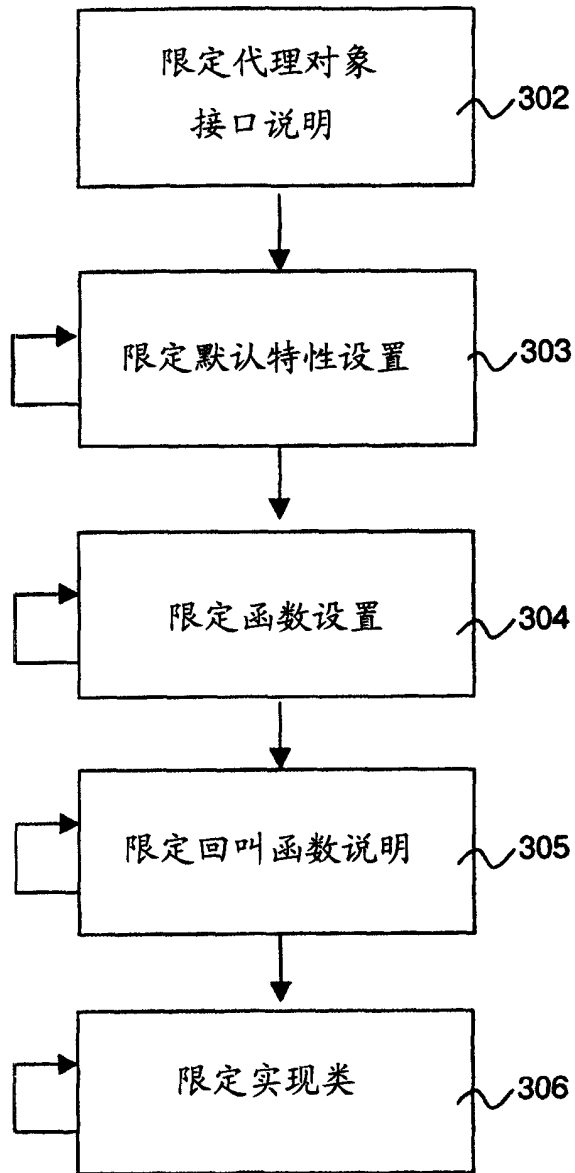 限定代理对象
接口说明
302
限定默认特性设置
303
限定函数设置
304
限定回叫函数说明
305
限定实现类
306